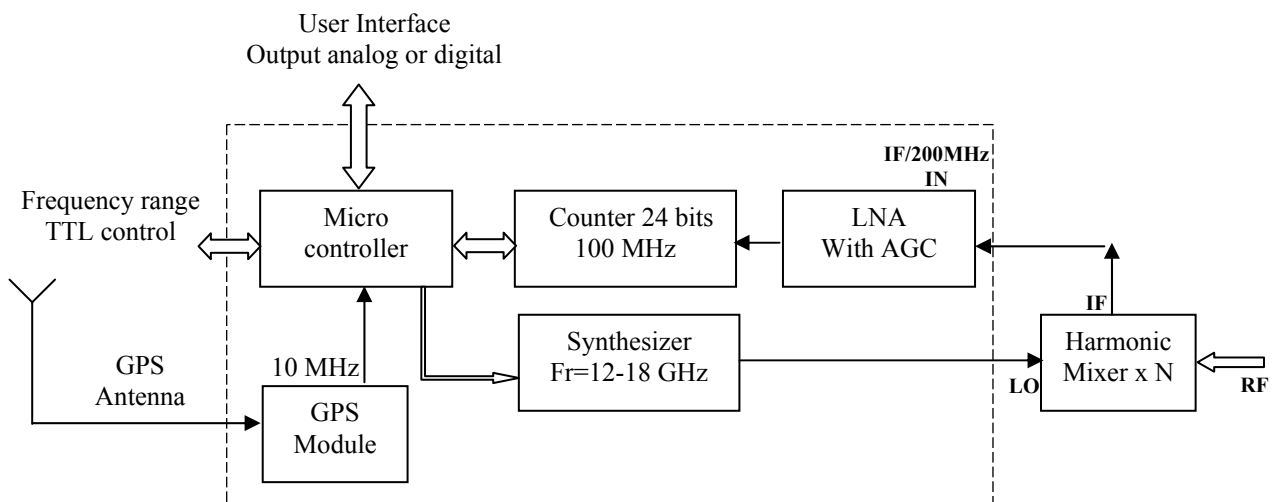 User Interface
Output analog or digital
IF/200MHz
IN
Frequency range
TTL control
Micro
controller
Counter 24 bits
100 MHz
LNA
With AGC
IF
Synthesizer
Fr=12-18 GHz
Harmonic
Mixer x N
LO
RF
10 MHz
GPS
Antenna
GPS
Module